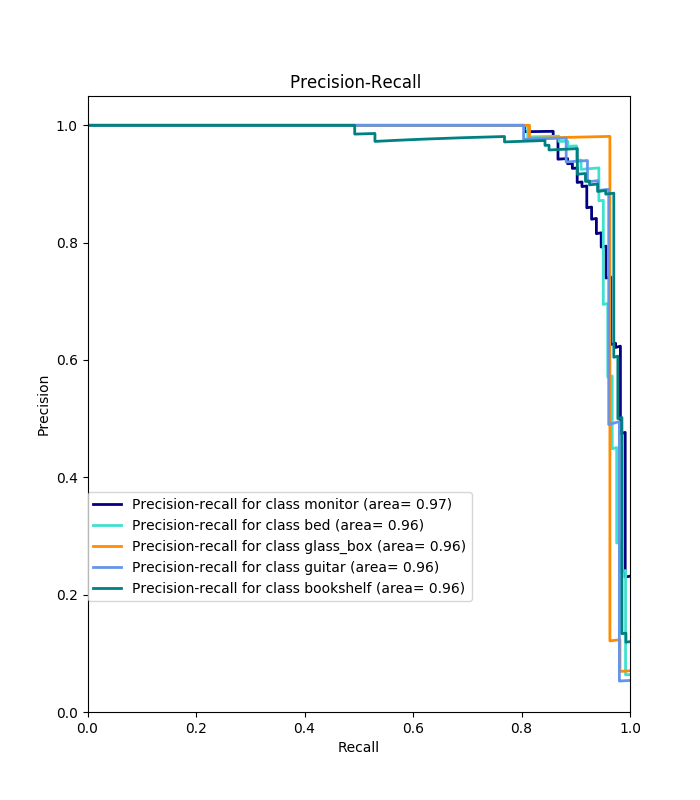 Precision-Recall
1.0
0.8
0.6
0.4
0.2
0.0
Precision
Precision-recall for class monitor (area= 0.97)
Precision-recall for class bed (area= 0.96)
Precision-recall for class glass_box (area= 0.96)
Precision-recall for class guitar (area= 0.96)
Precision-recall for class bookshelf (area= 0.96)
0.0 0.2 0.4 0.6 0.8 1.0
Recall